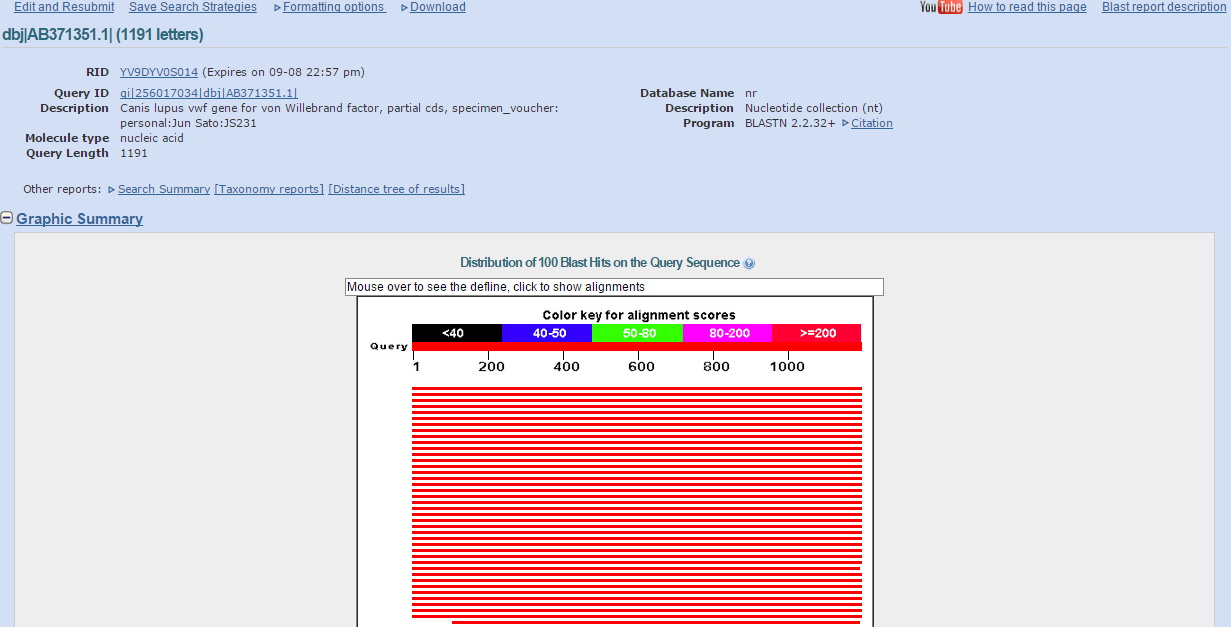 Edit and Resubmit Save Search Strategies Formatting options Download YouTube How to read this page Blast report description
dbj|AB371351.1| (1191 letters)
RID YV9DYV0S014 (Expires on 09-08 22:57 pm)
Query ID gi|256017034|dbj|AB371351.1| Database Name nr
Description Canis lupus vwf gene for von Willebrand factor, partial cds, specimen_voucher: Description Nucleotide collection (nt)
personal:Jun Sato:JS231 Program BLASTN 2.2.32+ Citation
Molecule type nucleic acid
Query Length 1191
Other reports: Search Summary [Taxonomy reports] [Distance tree of results]
Graphic Summary
Distribution of 100 Blast Hits on the Query Sequence
Mouse over to see the defline, click to show alignments
Color key for alignment scores
<40 40-50 50-80 80-200 >=200
Query
1 200 400 600 800 1000